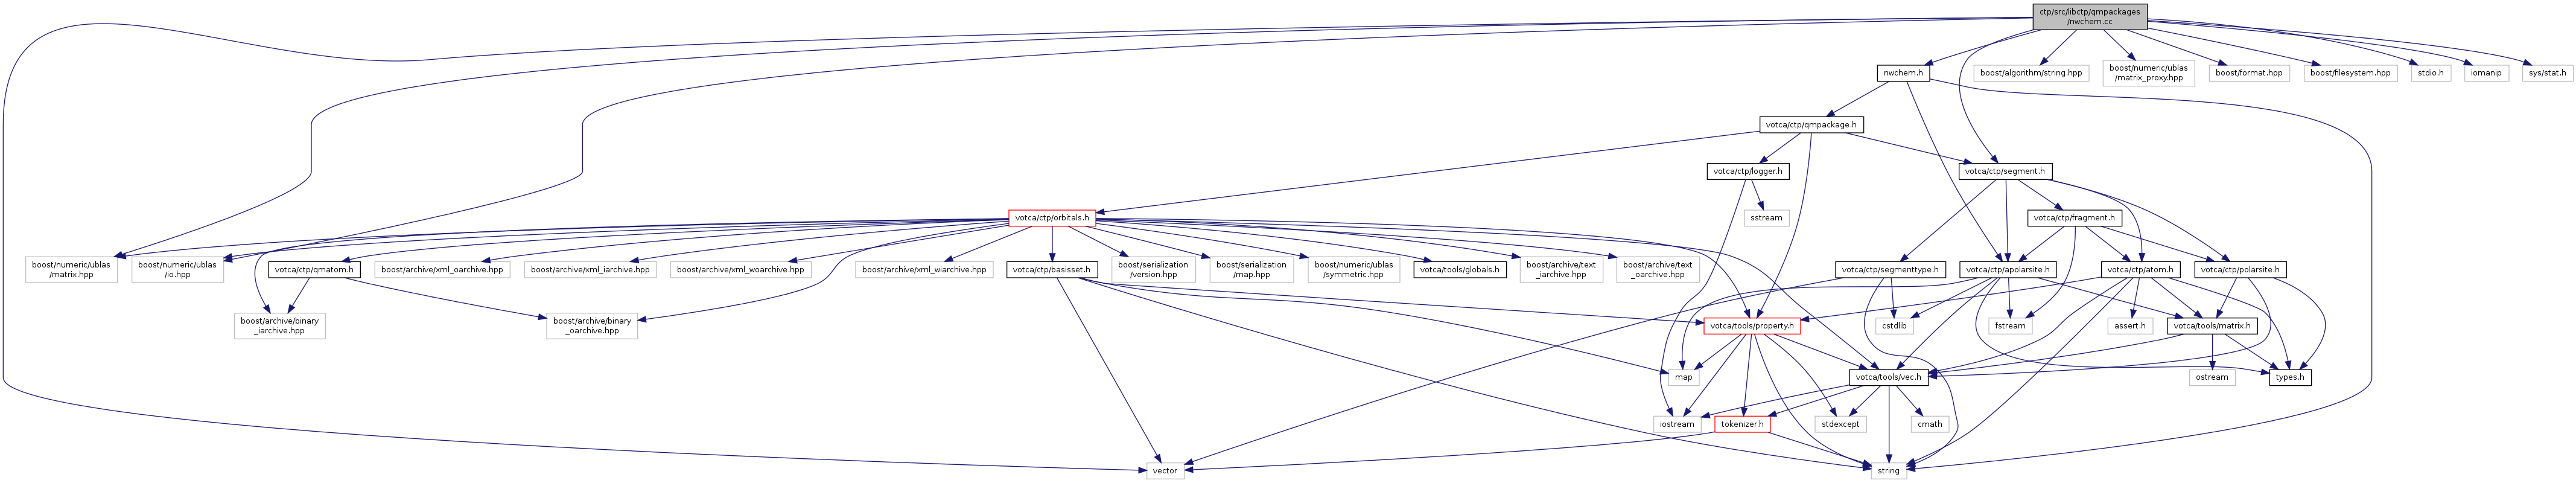 ctp/src/libctp/qmpackages
/nwchem.cc
nwchem.h
boost/algorithm/string.hpp
boost/numeric/ublas
/matrix_proxy.hpp
boost/format.hpp
boost/filesystem.hpp
stdio.h
iomanip
sys/stat.h
votca/ctp/qmpackage.h
votca/ctp/logger.h
votca/ctp/segment.h
votca/ctp/orbitals.h
sstream
votca/ctp/fragment.h
boost/numeric/ublas
/matrix.hpp
boost/numeric/ublas
/io.hpp
votca/ctp/qmatom.h
boost/archive/xml_oarchive.hpp
boost/archive/xml_iarchive.hpp
boost/archive/xml_woarchive.hpp
boost/archive/xml_wiarchive.hpp
votca/ctp/basisset.h
boost/serialization
/version.hpp
boost/serialization
/map.hpp
boost/numeric/ublas
/symmetric.hpp
votca/tools/globals.h
boost/archive/text
_iarchive.hpp
boost/archive/text
_oarchive.hpp
votca/ctp/segmenttype.h
votca/ctp/apolarsite.h
votca/ctp/atom.h
votca/ctp/polarsite.h
boost/archive/binary
_iarchive.hpp
boost/archive/binary
_oarchive.hpp
votca/tools/property.h
cstdlib
fstream
assert.h
votca/tools/matrix.h
map
votca/tools/vec.h
ostream
types.h
iostream
tokenizer.h
stdexcept
cmath
vector
string